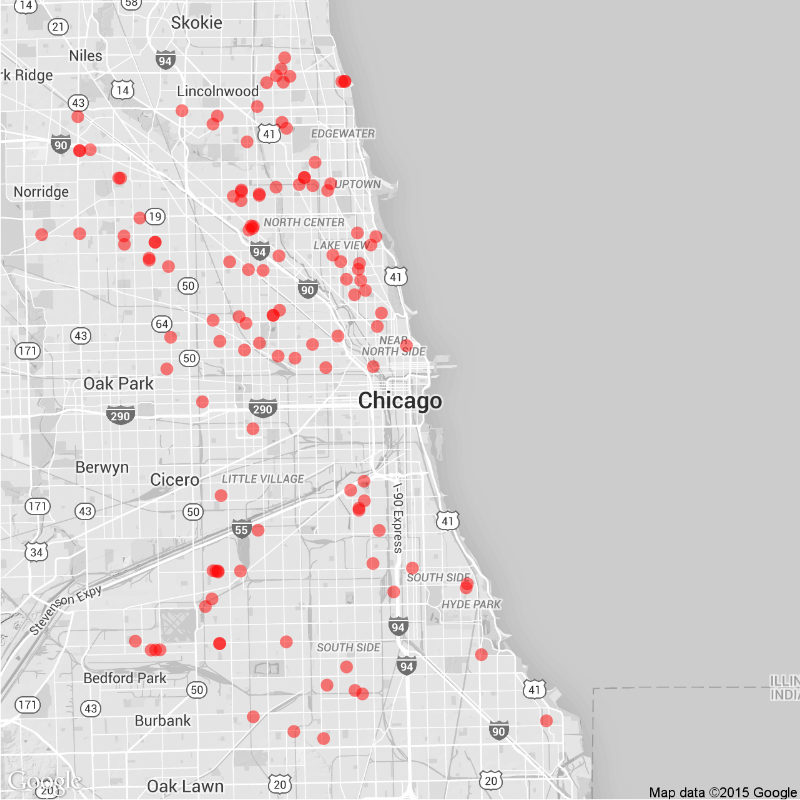 14
58
Skokie
21
Niles
94
rk Ridge
14
Lincolnwood
43
41
EDGEWATER
90
UPTOWN
Norridge
19
NORTH CENTER
LAKE VIEW
94
41
50
90
64
43
NEAR
NORTH SIDE
171
50
Oak Park
290
290
Chicago
Berwyn
Cicero
LITTLE VILLAGE
171
43
50
I-90 Express
41
55
34
SOUTH SIDE
Stevenson Expy
HYDE PARK
94
SOUTH SIDE
94
Bedford Park
50
41
ILLIN
INDIA
171
43
Burbank
90
Google
20
Oak Lawn
20
20
Map data ©2015 Google